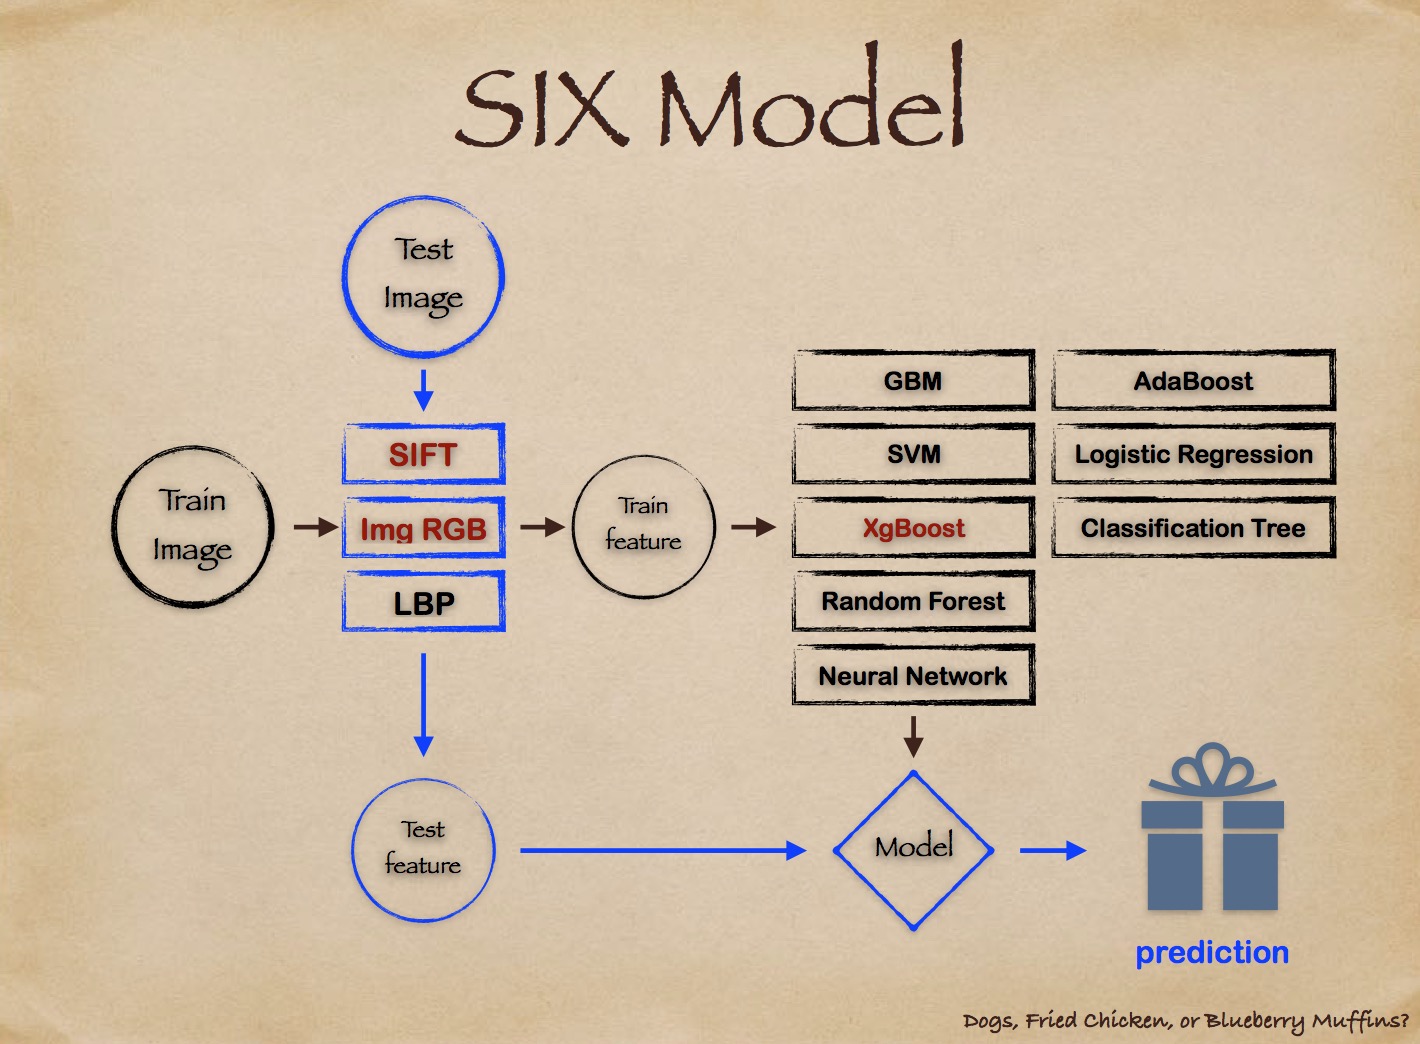 SIX Model
Test
Image
SIFT
Img RGB
LBP
Train
Image
Train
feature
GBM
AdaBoost
SVM
Logistic Regression
XgBoost
Classification Tree
Random Forest
Neural Network
Test
feature
Model
prediction
Dogs, Fried Chicken, or Blueberry Muffins?